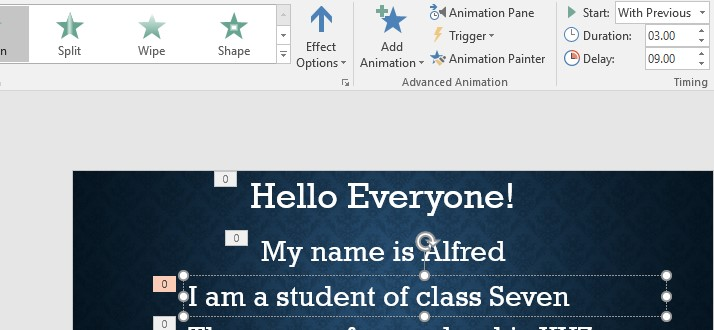 Split
Wipe
Shape
Effect
Options
Add
Animation
Animation Pane
Trigger
Animation Painter
Advanced Animation
Start: With Previous
Duration: 03.00
Delay: 09.00
Timing
0
Hello Everyone!
0
My name is Alfred
0
I am a student of class Seven
0